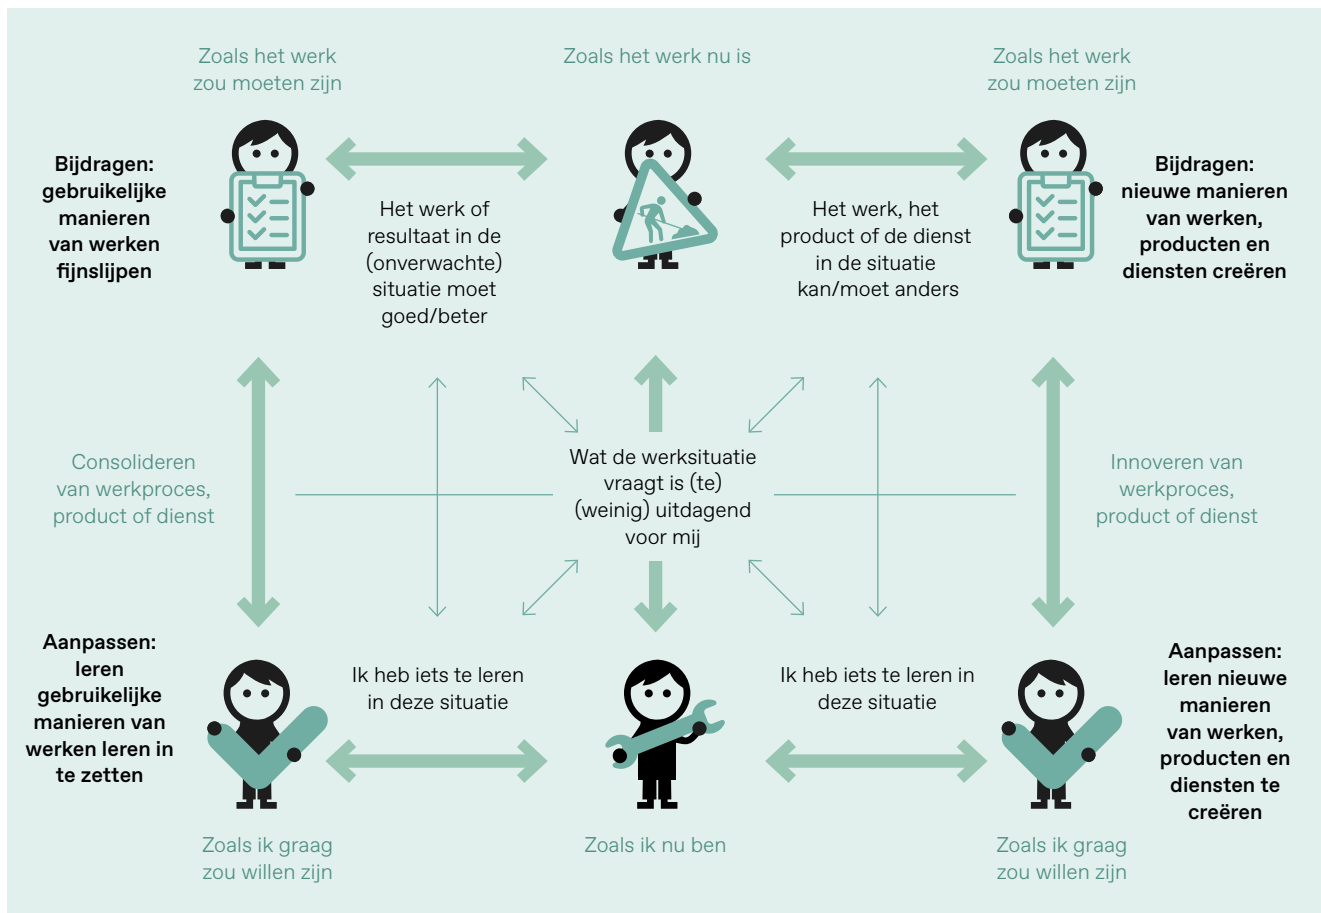 Zoals het werk
zou moeten zijn
Zoals het werk nu is
Zoals het werk
zou moeten zijn
Bijdragen:
gebruikelijke
manieren
van werken
fijnslijpen
Het werk of
resultaat in de
(onverwachte)
situatie moet
goed/beter
Het werk, het
product of de dienst
in de situatie
kan/moet anders
Bijdragen:
nieuwe manieren
van werken,
producten en
diensten creëren
Consolideren
van werkproces,
product of dienst
Wat de werksituatie
vraagt is (te)
(weinig) uitdagend
voor mij
Innoveren van
werkproces,
product of dienst
Aanpassen:
leren
gebruikelijke
manieren van
werken leren in
te zetten
Ik heb iets te leren
in deze situatie
Ik heb iets te leren in
deze situatie
Aanpassen:
leren nieuwe
manieren
van werken,
producten en
diensten te
creëren
Zoals ik graag
zou willen zijn
Zoals ik nu ben
Zoals ik graag
zou willen zijn